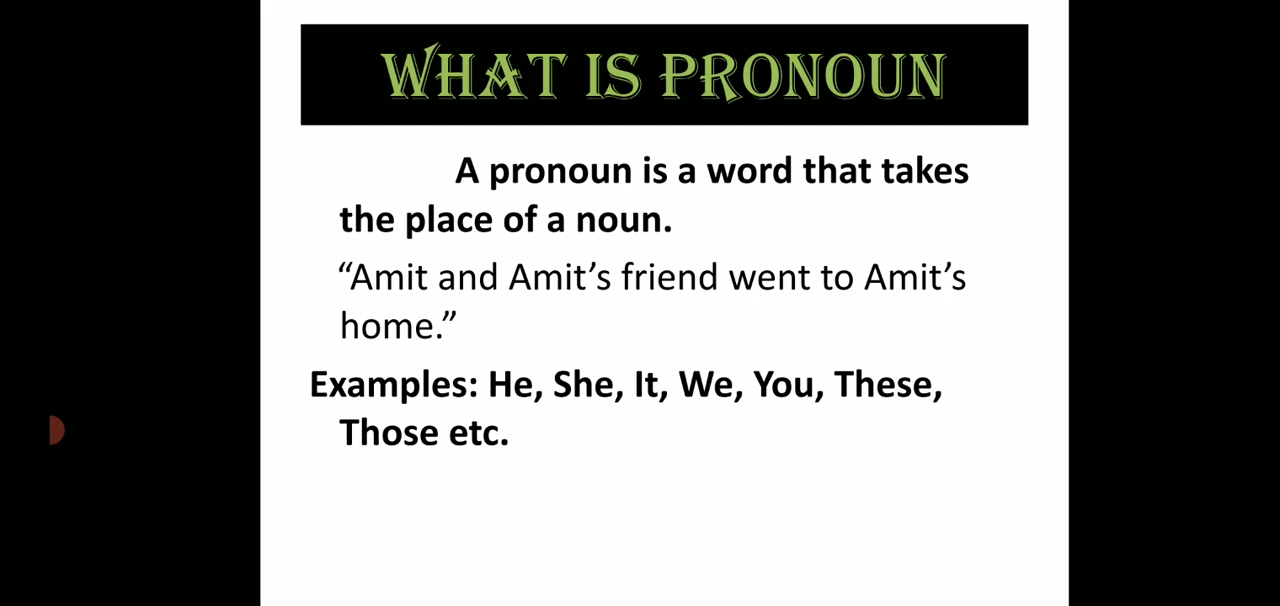 WHAT IS PRONOUN
A pronoun is a word that takes
the place of a noun.
“Amit and Amit’s friend went to Amit’s
home.”
Examples: He, She, It, We, You, These,
Those etc.